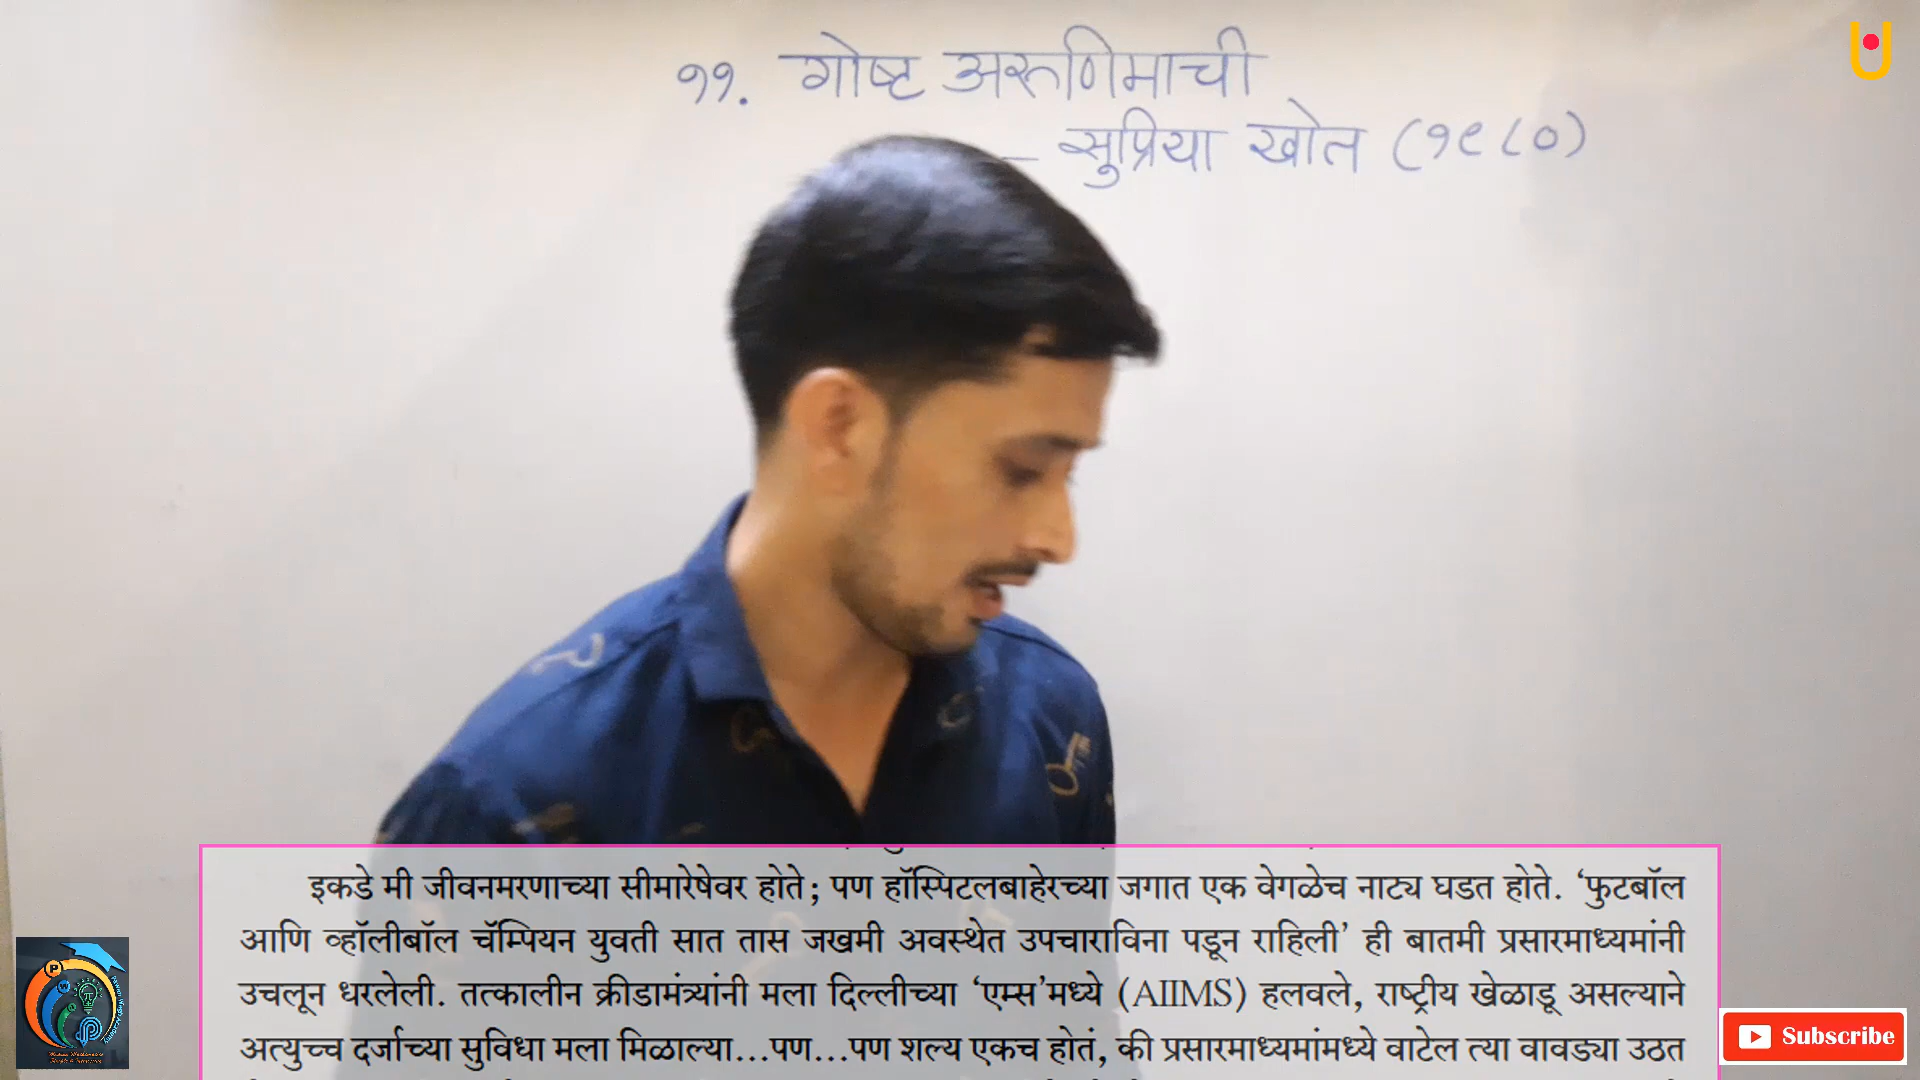 ११. गोष्ट अरुणिमाची
– सुप्रिया खोत (१९८०)
इकडे मी जीवनमरणाच्या सीमारेषेवर होते; पण हॉस्पिटलबाहेरच्या जगात एक वेगळेच नाट्य घडत होते. ‘फुटबॉल
आणि व्हॉलीबॉल चॅम्पियन युवती सात तास जखमी अवस्थेत उपचाराविना पडून राहिली’ ही बातमी प्रसारमाध्यमांनी
उचलून धरलेली. तत्कालीन क्रीडामंत्र्यांनी मला दिल्लीच्या ‘एम्स’मध्ये (AIIMS) हलवले, राष्ट्रीय खेळाडू असल्याने
अत्युच्च दर्जाच्या सुविधा मला मिळाल्या...पण...पण शल्य एकच होतं, की प्रसारमाध्यमांमध्ये वाटेल त्या वावड्या उठत
Subscribe